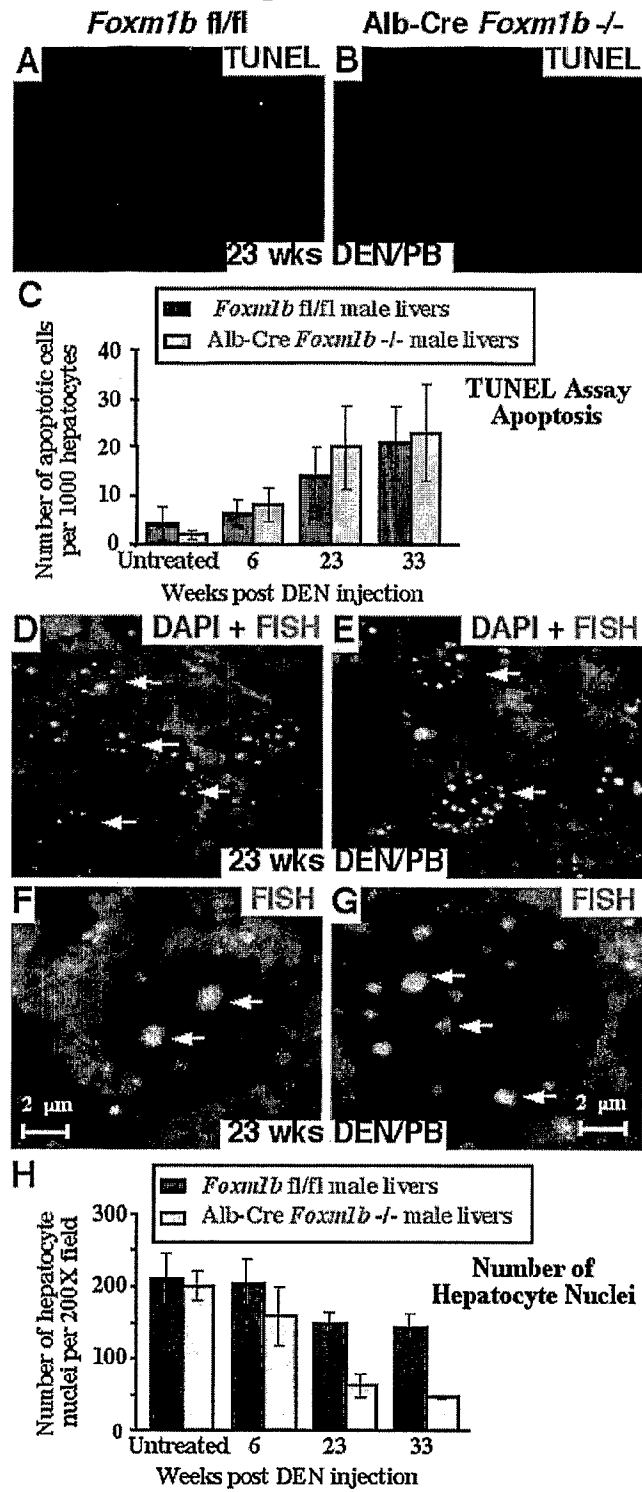 Foxm1b fl/fl Alb-Cre Foxm1b -/-
A TUNEL B TUNEL
23 wks DEN/PB
C
Foxm1b fl/fl male livers
Alb-Cre Foxm1b -/- male livers
TUNEL Assay
Apoptosis
Number of apoptotic cells
per 1000 hepatocytes
40
30
20
10
0
Untreated 6 23 33
Weeks post DEN injection
D DAPI + FISH E DAPI + FISH
23 wks DEN/PB
F FISH G FISH
2 μm 2 μm
23 wks DEN/PB
H
Foxm1b fl/fl male livers
Alb-Cre Foxm1b -/- male livers
Number of
Hepatocyte Nuclei
Number of hepatocyte
nuclei per 200X field
300
200
100
0
Untreated 6 23 33
Weeks post DEN injection